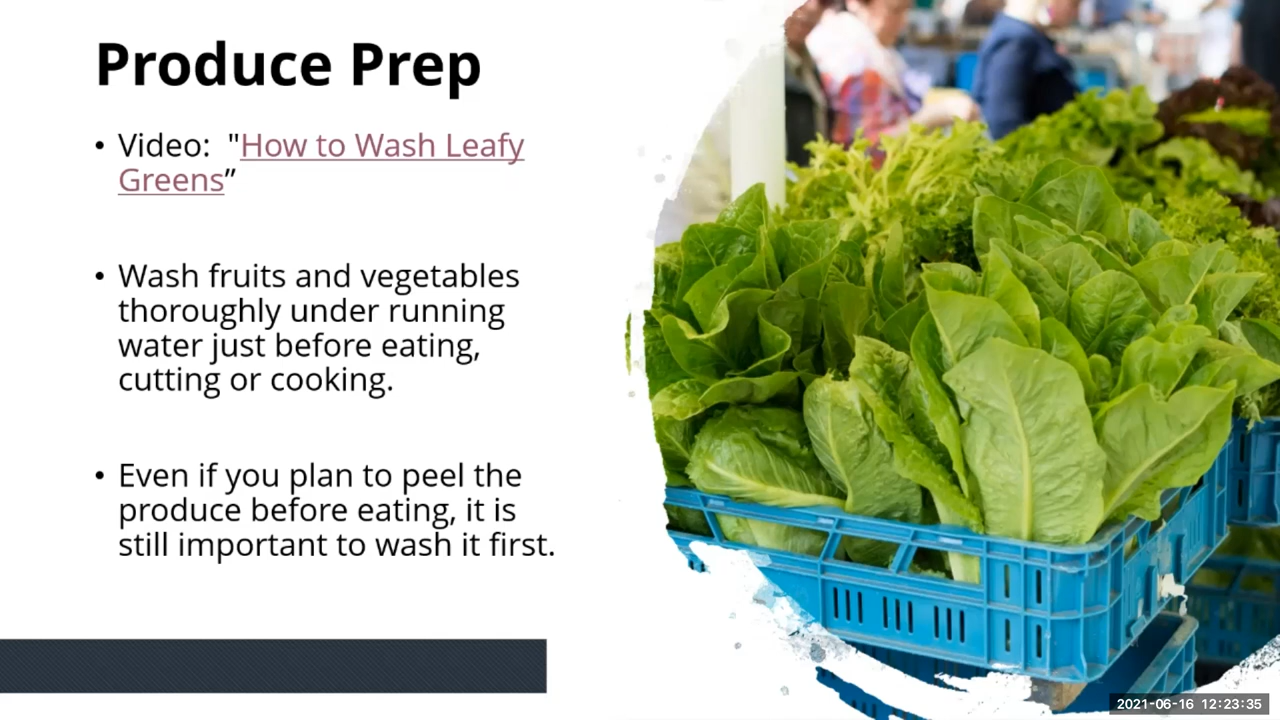 Produce Prep
• Video:  "How to Wash Leafy
Greens”
• Wash fruits and vegetables
thoroughly under running
water just before eating,
cutting or cooking.
• Even if you plan to peel the
produce before eating, it is
still important to wash it first.
2021-06-16 12:23:35